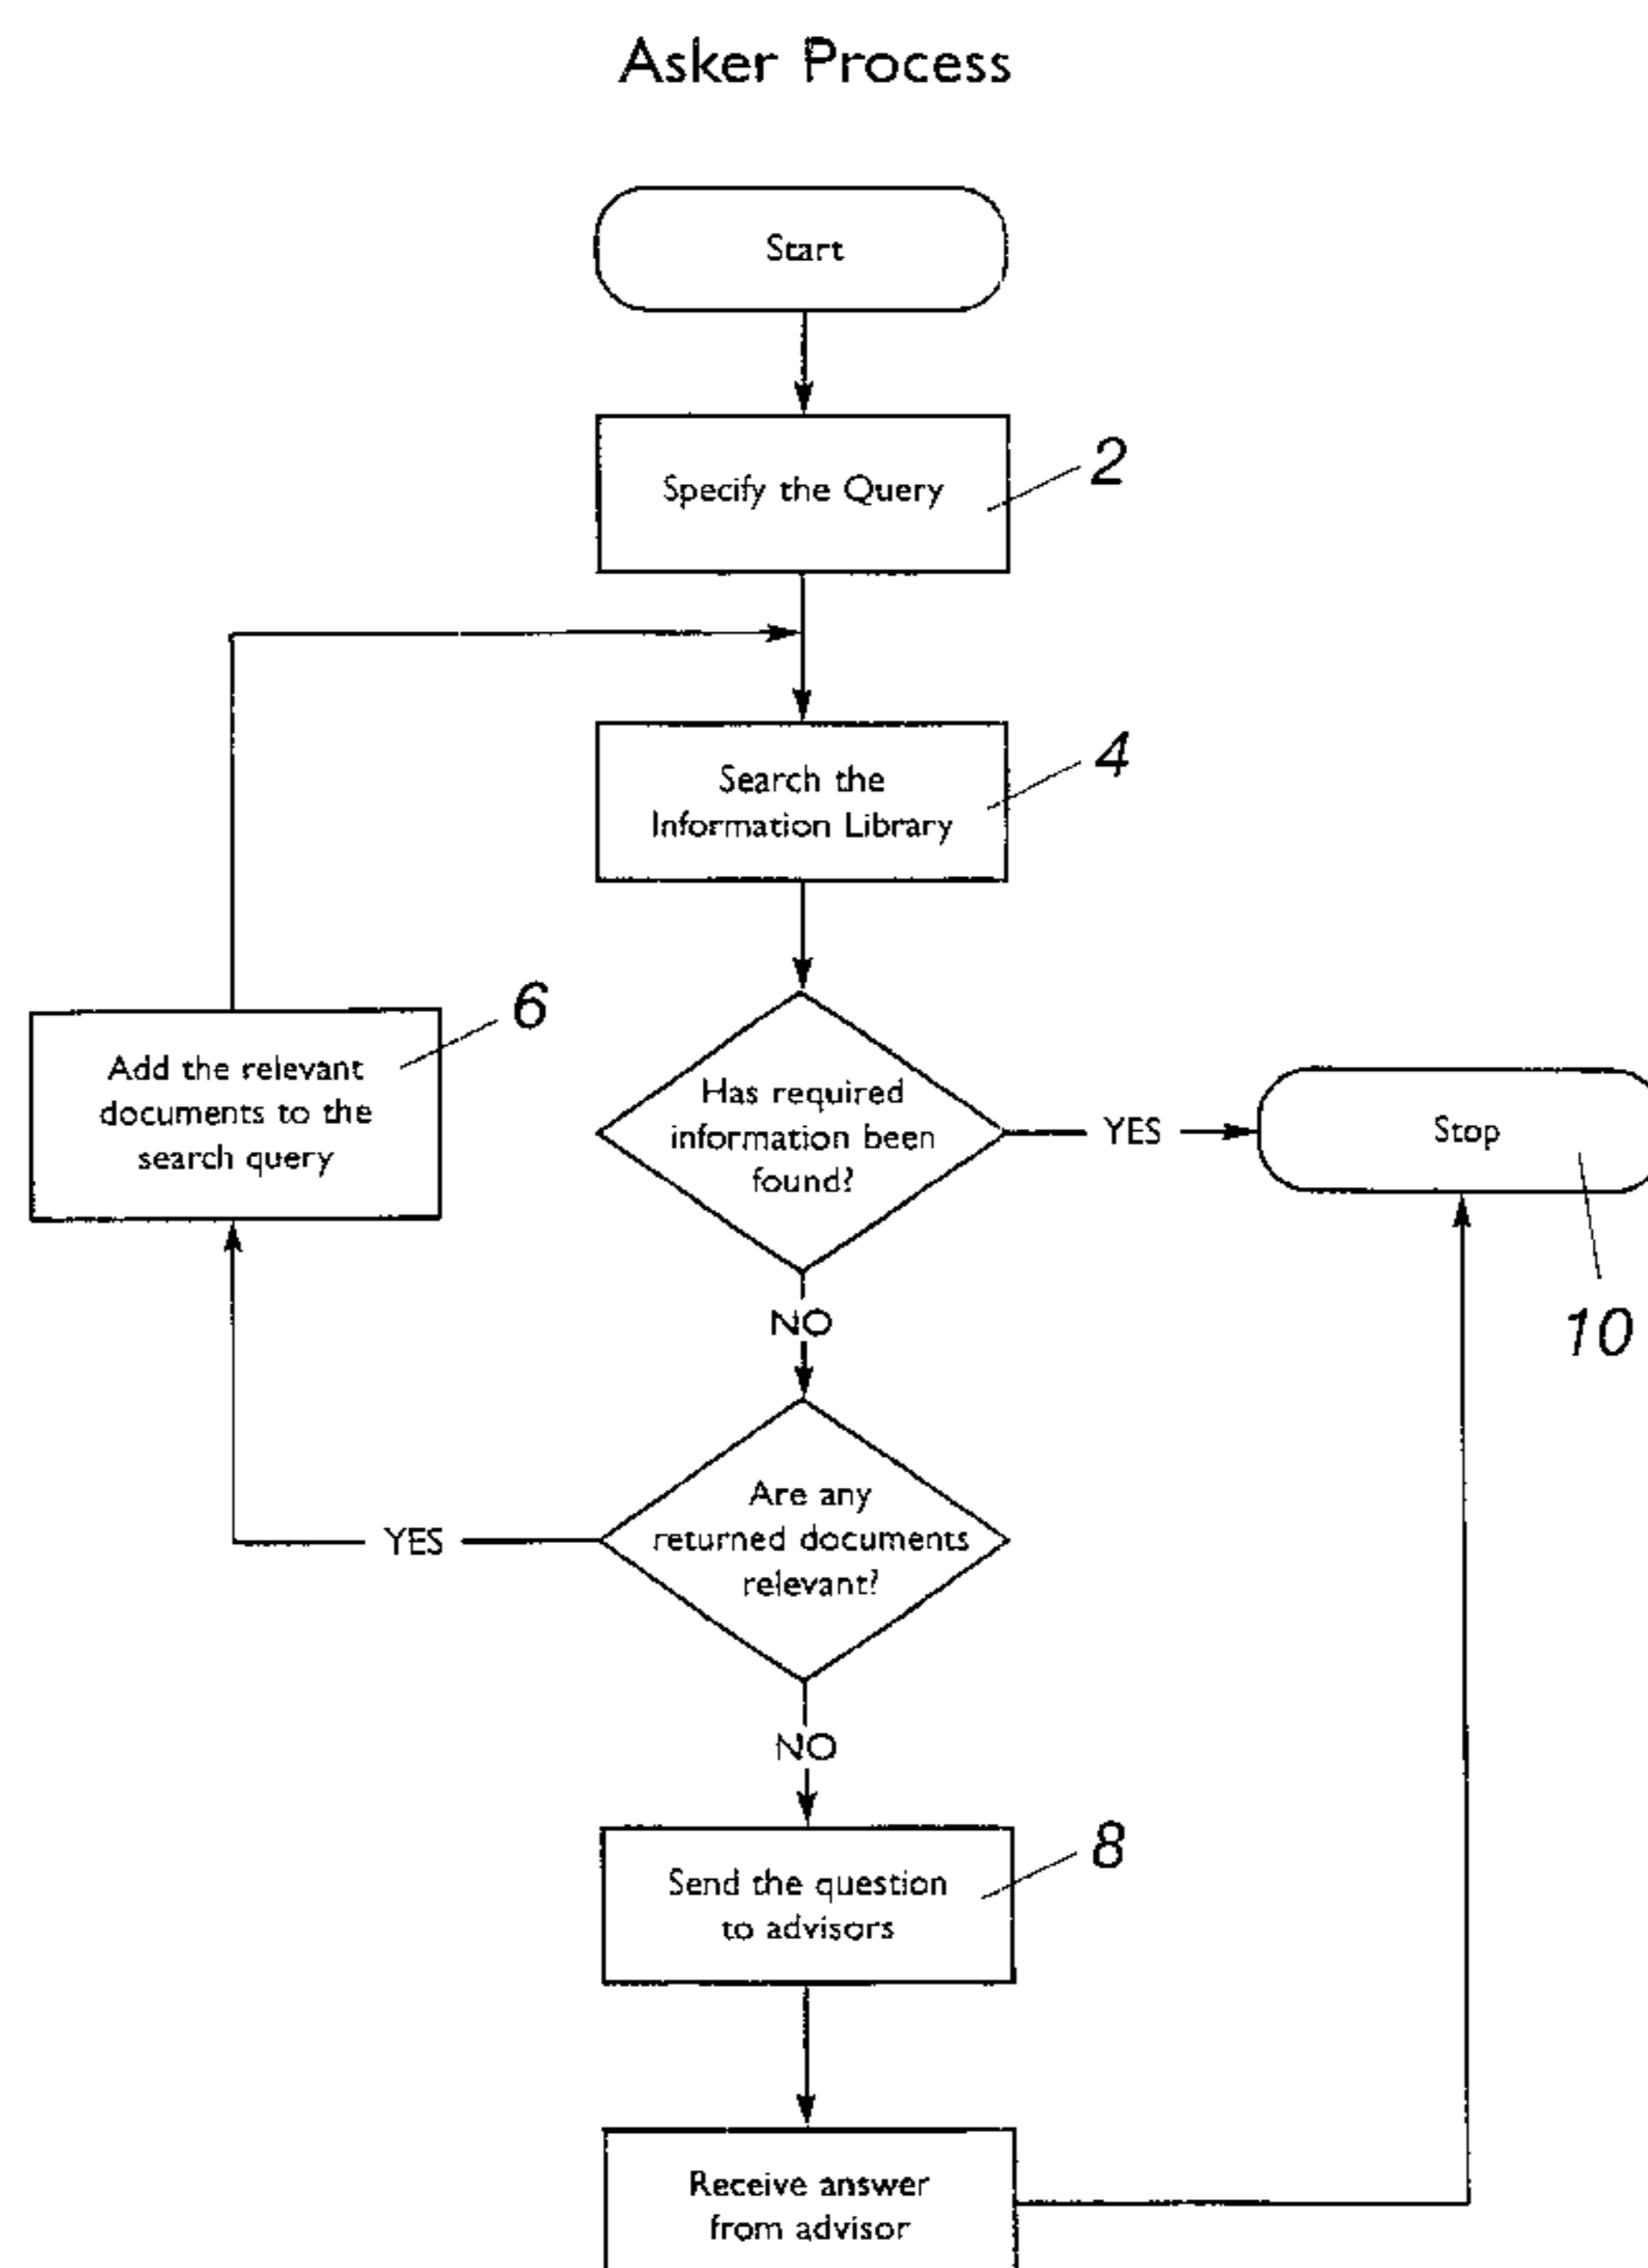 Asker Process
Start
Specify the Query
2
Search the
Information Library
4
Add the relevant
documents to the
search query
6
Has required
information been
found?
YES
Stop
10
NO
Are any
returned documents
relevant?
YES
NO
Send the question
to advisors
8
Receive answer
from advisor